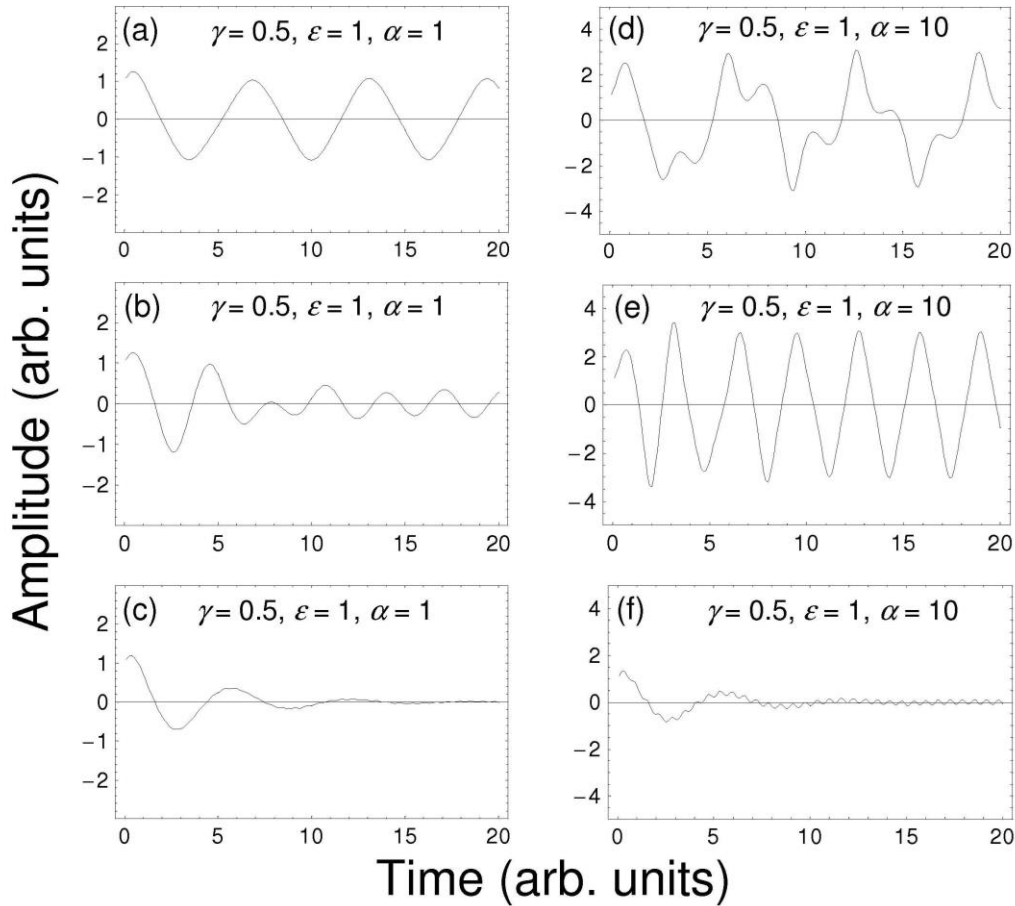 Amplitude (arb. units)
(a) γ = 0.5, ε = 1, α = 1
2
1
0
−1
−2
0 5 10 15 20
(b) γ = 0.5, ε = 1, α = 1
2
1
0
−1
−2
0 5 10 15 20
(c) γ = 0.5, ε = 1, α = 1
2
1
0
−1
−2
0 5 10 15 20
(d) γ = 0.5, ε = 1, α = 10
4
2
0
−2
−4
0 5 10 15 20
(e) γ = 0.5, ε = 1, α = 10
4
2
0
−2
−4
0 5 10 15 20
(f) γ = 0.5, ε = 1, α = 10
4
2
0
−2
−4
0 5 10 15 20
Time (arb. units)